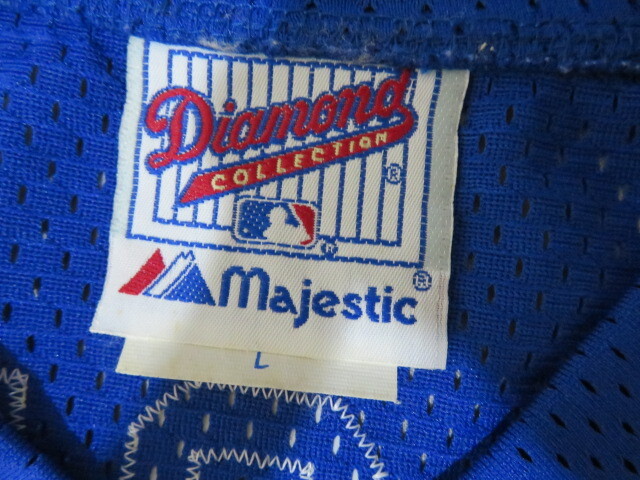 Diamond
COLLECTION
®
®
Majestic®
L